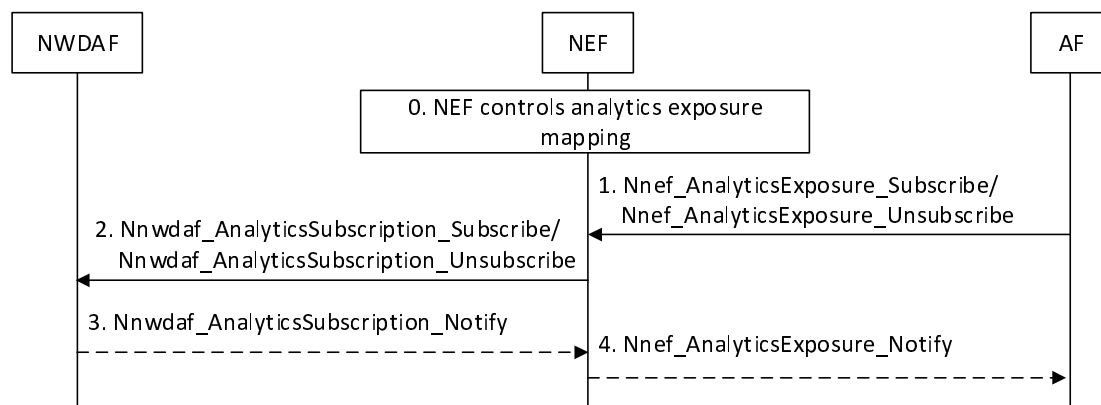 NWDAF
NEF
AF
0. NEF controls analytics exposure
mapping
1. Nnef_AnalyticsExposure_Subscribe/
Nnef_AnalyticsExposure_Unsubscribe
2. Nnwdaf_AnalyticsSubscription_Subscribe/
Nnwdaf_AnalyticsSubscription_Unsubscribe
3. Nnwdaf_AnalyticsSubscription_Notify
4. Nnef_AnalyticsExposure_Notify